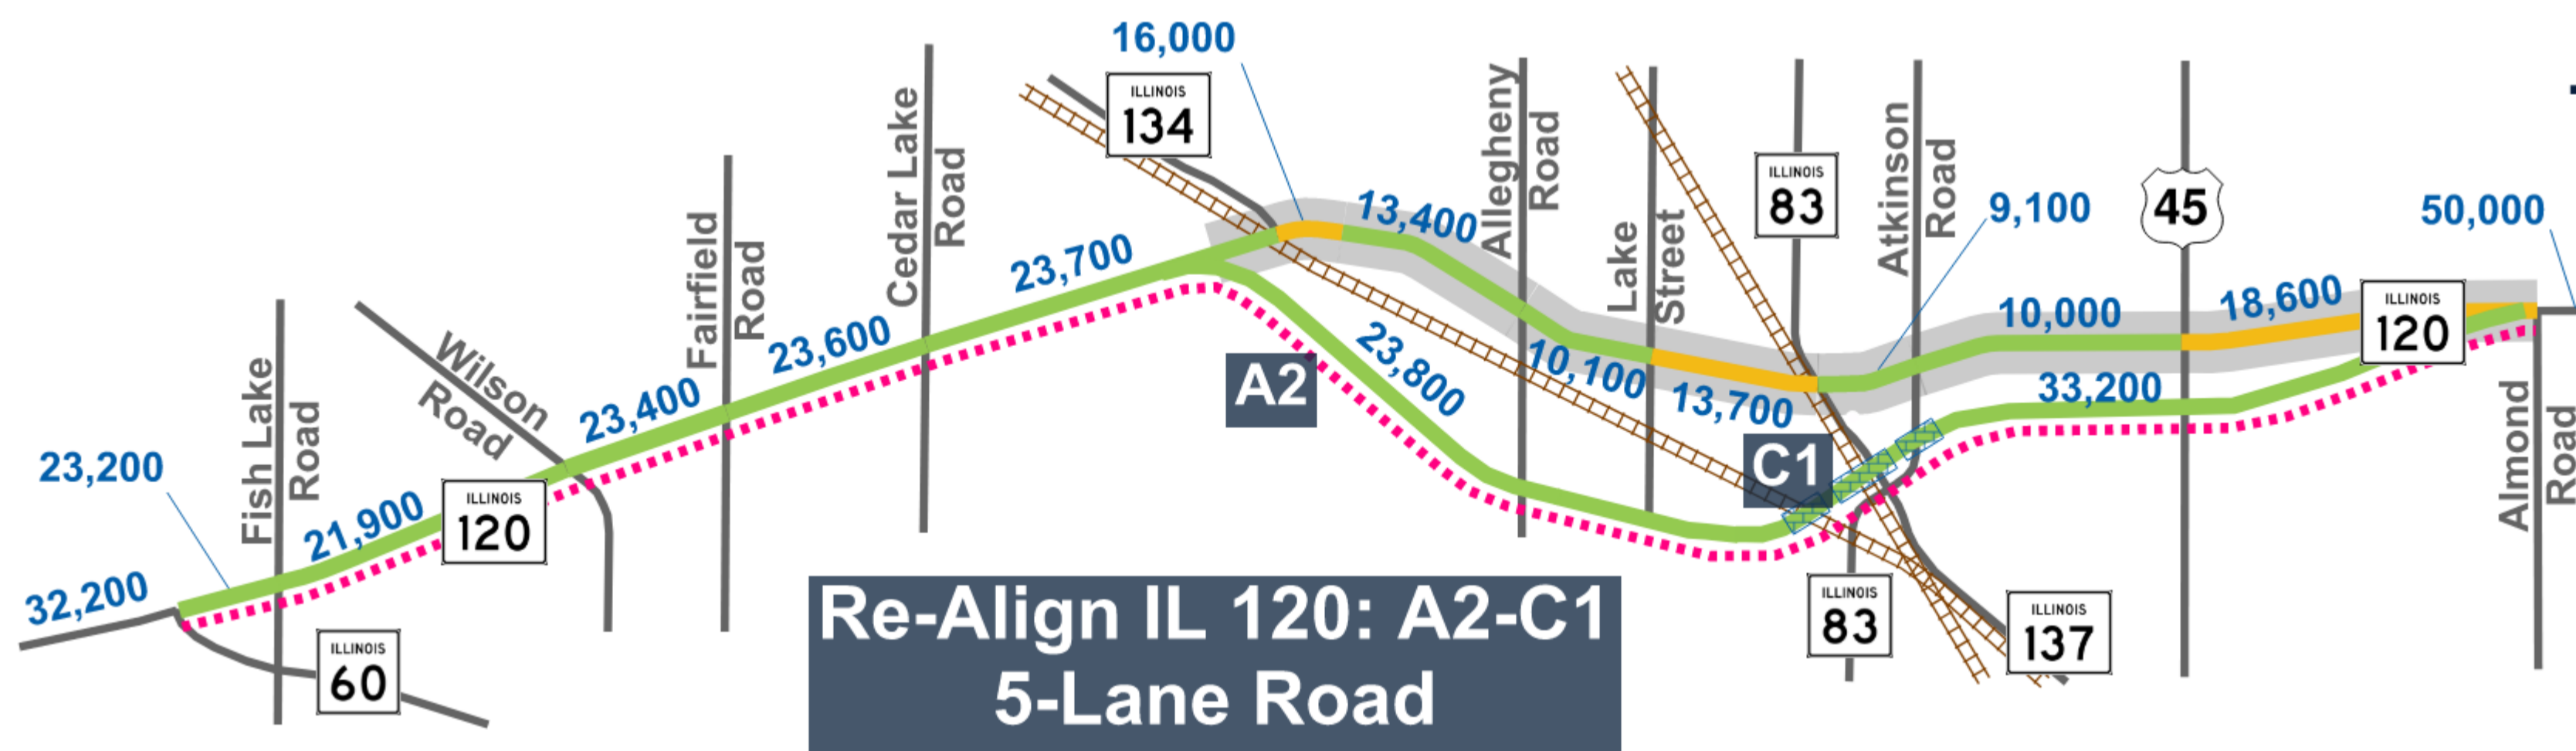 16,000
ILLINOIS
134
13,400
Allegheny
Road
Lake
Street
ILLINOIS
83
Atkinson
Road
9,100
45
50,000
Cedar Lake
Road
Fairfield
Road
23,700
23,600
10,000
18,600
ILLINOIS
120
Wilson
Road
23,400
A2
23,800
10,100
13,700
33,200
C1
Almond
Road
23,200
Fish Lake
Road
21,900
ILLINOIS
120
32,200
ILLINOIS
60
Re-Align IL 120: A2-C1
5-Lane Road
ILLINOIS
83
ILLINOIS
137